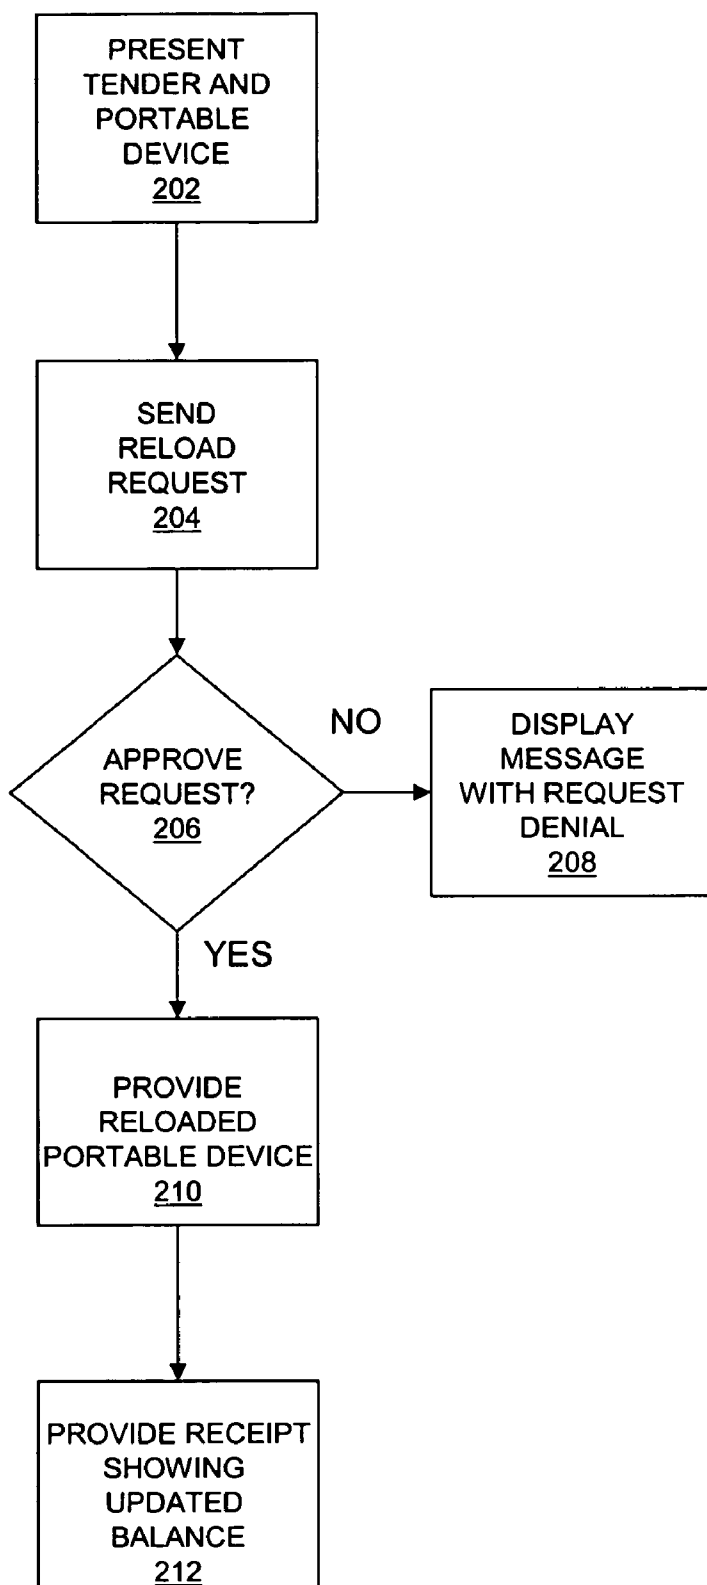 PRESENT
TENDER AND
PORTABLE
DEVICE
202
SEND
RELOAD
REQUEST
204
APPROVE
REQUEST?
206
NO
DISPLAY
MESSAGE
WITH REQUEST
DENIAL
208
YES
PROVIDE
RELOADED
PORTABLE DEVICE
210
PROVIDE RECEIPT
SHOWING
UPDATED
BALANCE
212